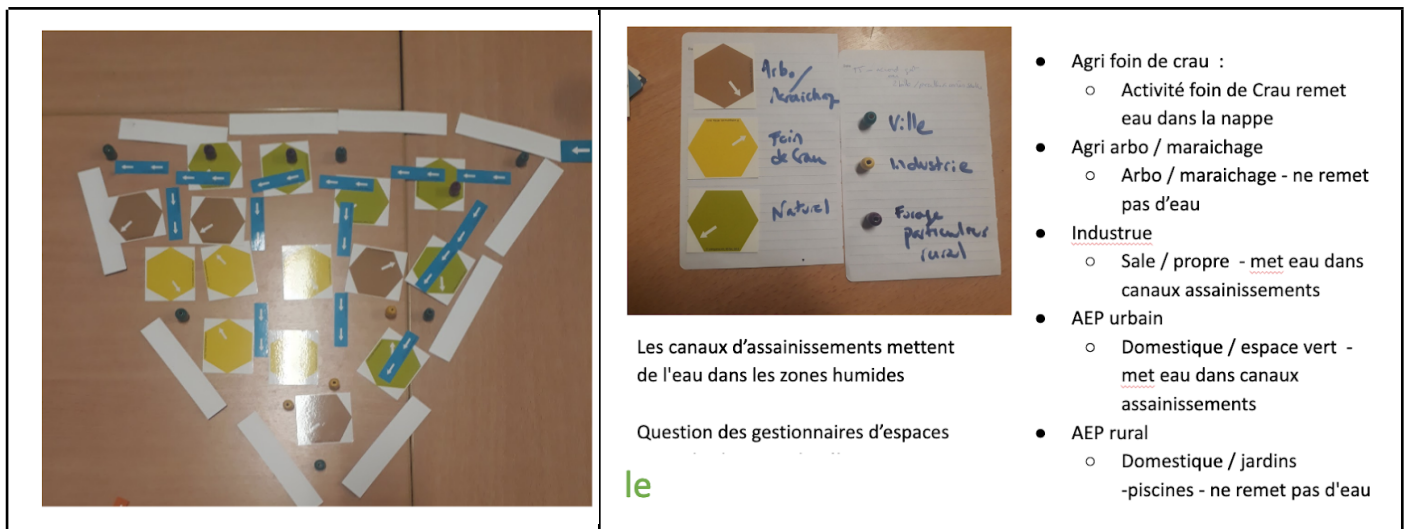 Arbo/
Maraichag
Foin
de Crau
Naturel
Ville
Industrie
Forage
particulier
rural
Les canaux d'assainissements mettent
de l'eau dans les zones humides
Question des gestionnaires d'espaces
le
● Agri foin de crau :
○ Activité foin de Crau remet
eau dans la nappe
● Agri arbo / maraichage
○ Arbo / maraichage - ne remet
pas d'eau
● Industrue
○ Sale / propre - met eau dans
canaux assainissements
● AEP urbain
○ Domestique / espace vert -
met eau dans canaux
assainissements
● AEP rural
○ Domestique / jardins
-piscines - ne remet pas d'eau